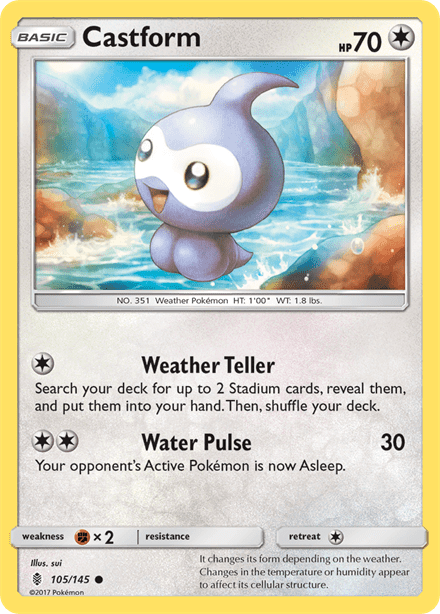 BASIC Castform HP 70
NO. 351 Weather Pokémon HT: 1'00" WT: 1.8 lbs.
Weather Teller
Search your deck for up to 2 Stadium cards, reveal them,
and put them into your hand. Then, shuffle your deck.
Water Pulse 30
Your opponent's Active Pokémon is now Asleep.
weakness × 2 resistance retreat
Illus. sui
105/145
©2017 Pokémon
It changes its form depending on the weather.
Changes in the temperature or humidity appear
to affect its cellular structure.